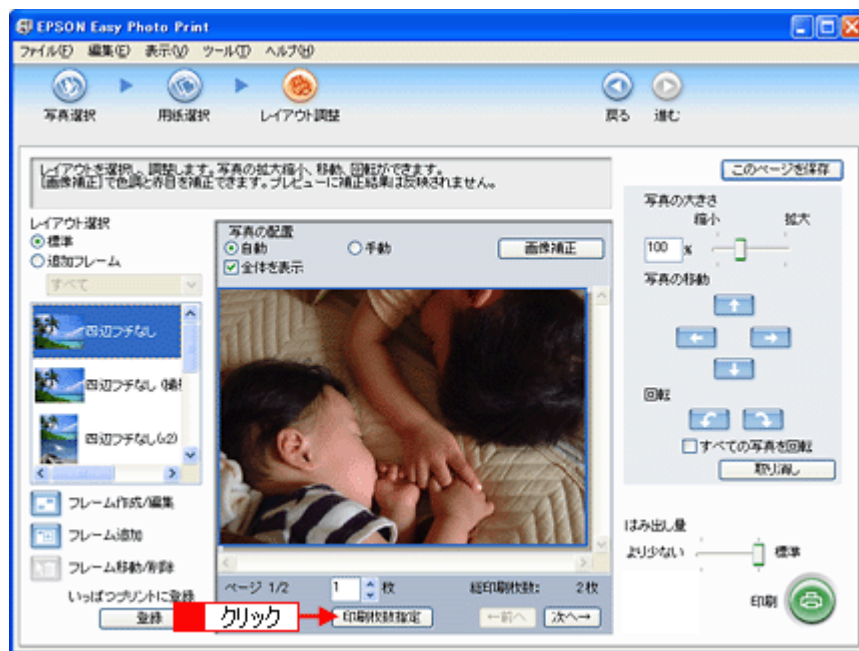 EPSON Easy Photo Print
ファイル(F) 編集(E) 表示(V) ツール(T) ヘルプ(H)
写真選択 用紙選択 レイアウト調整 戻る 進む
レイアウトを選択し、調整します。写真の拡大縮小、移動、回転ができます。
[画像補正]で色調と赤目を補正できます。プレビューに補正結果は反映されません。
このページを保存
レイアウト選択
標準
追加フレーム
すべて
四辺フチなし
四辺フチなし
四辺フチなし(x2)
フレーム作成/編集
フレーム追加
フレーム移動/削除
いっぱつプリントに登録
登録
写真の配置
自動 手動 画像補正
全体を表示
ページ 1/2 1 枚 総印刷枚数: 2枚
クリック 印刷枚数指定 ←前へ 次へ→
写真の大きさ
縮小 拡大
100 %
写真の移動
回転
すべての写真を回転
取り消し
はみ出し量
より少ない 標準
印刷